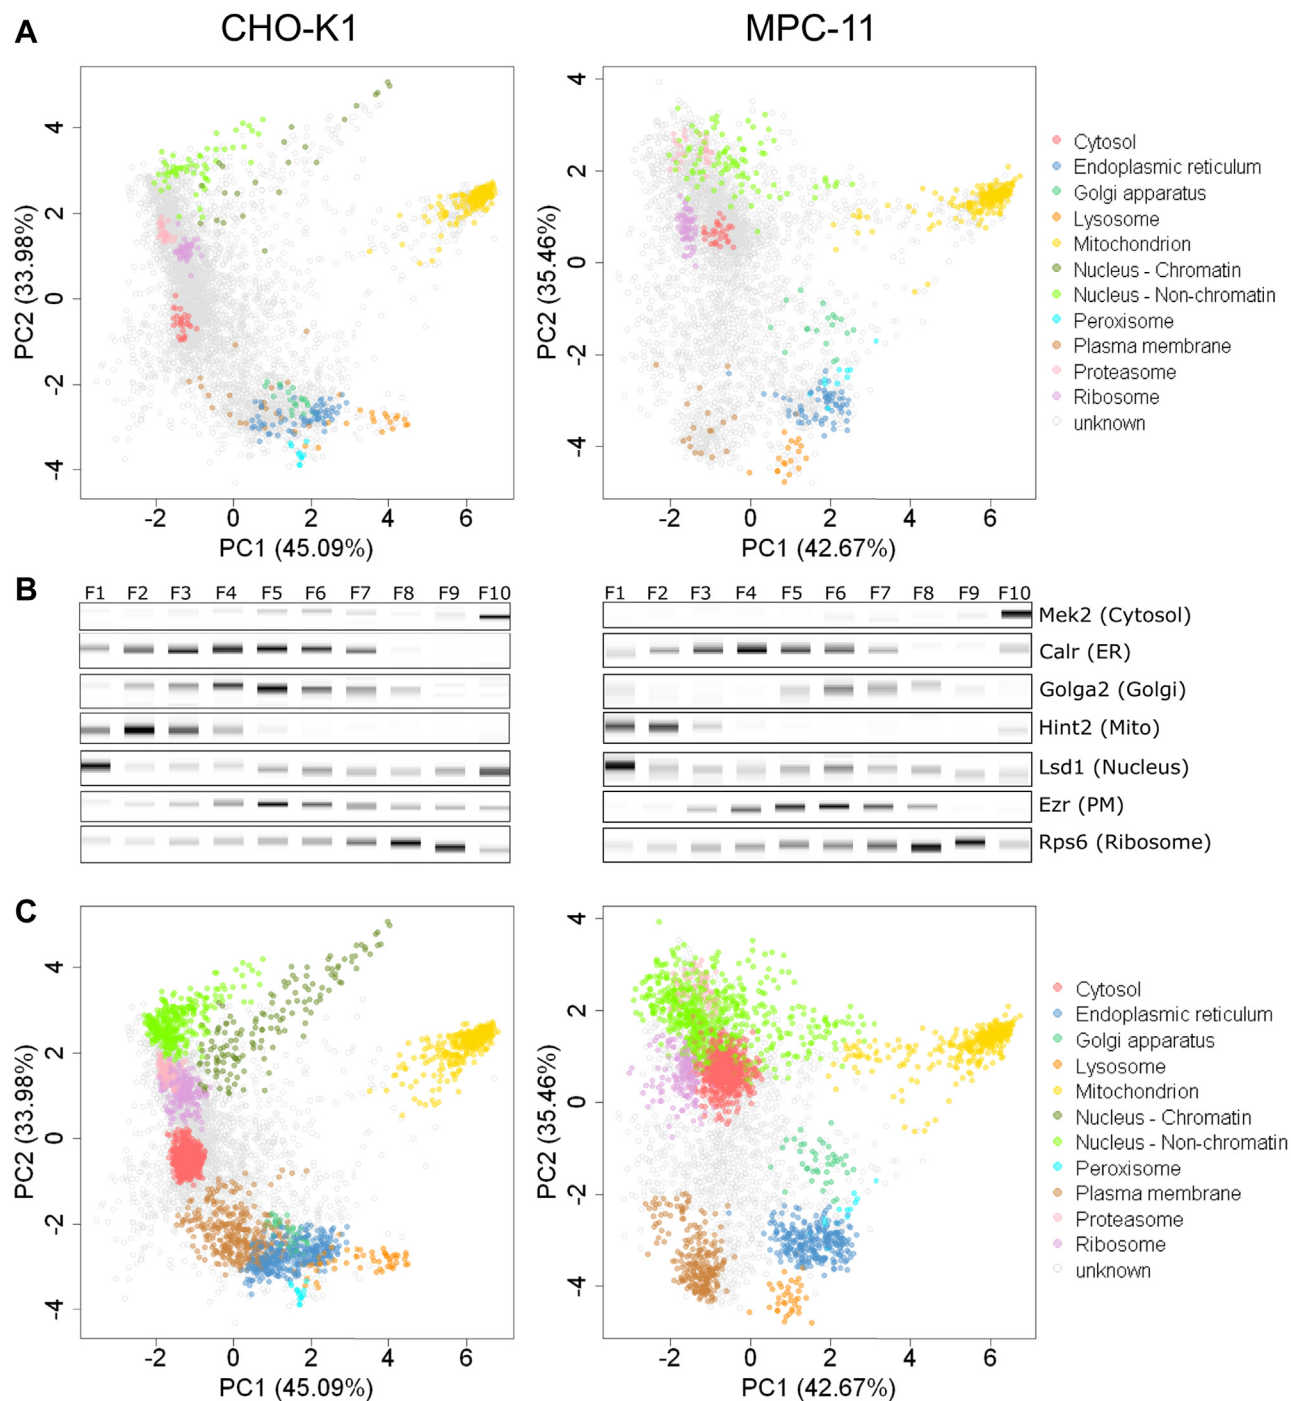 A
CHO-K1
MPC-11
PC2 (33.98%)
4
2
0
-2
-4
-2 0 2 4 6
PC1 (45.09%)
PC2 (35.46%)
4
2
0
-2
-4
-2 0 2 4 6
PC1 (42.67%)
Cytosol
Endoplasmic reticulum
Golgi apparatus
Lysosome
Mitochondrion
Nucleus - Chromatin
Nucleus - Non-chromatin
Peroxisome
Plasma membrane
Proteasome
Ribosome
unknown
B
F1 F2 F3 F4 F5 F6 F7 F8 F9 F10
F1 F2 F3 F4 F5 F6 F7 F8 F9 F10
Mek2 (Cytosol)
Calr (ER)
Golga2 (Golgi)
Hint2 (Mito)
Lsd1 (Nucleus)
Ezr (PM)
Rps6 (Ribosome)
C
PC2 (33.98%)
4
2
0
-2
-4
-2 0 2 4 6
PC1 (45.09%)
PC2 (35.46%)
4
2
0
-2
-4
-2 0 2 4 6
PC1 (42.67%)
Cytosol
Endoplasmic reticulum
Golgi apparatus
Lysosome
Mitochondrion
Nucleus - Chromatin
Nucleus - Non-chromatin
Peroxisome
Plasma membrane
Proteasome
Ribosome
unknown